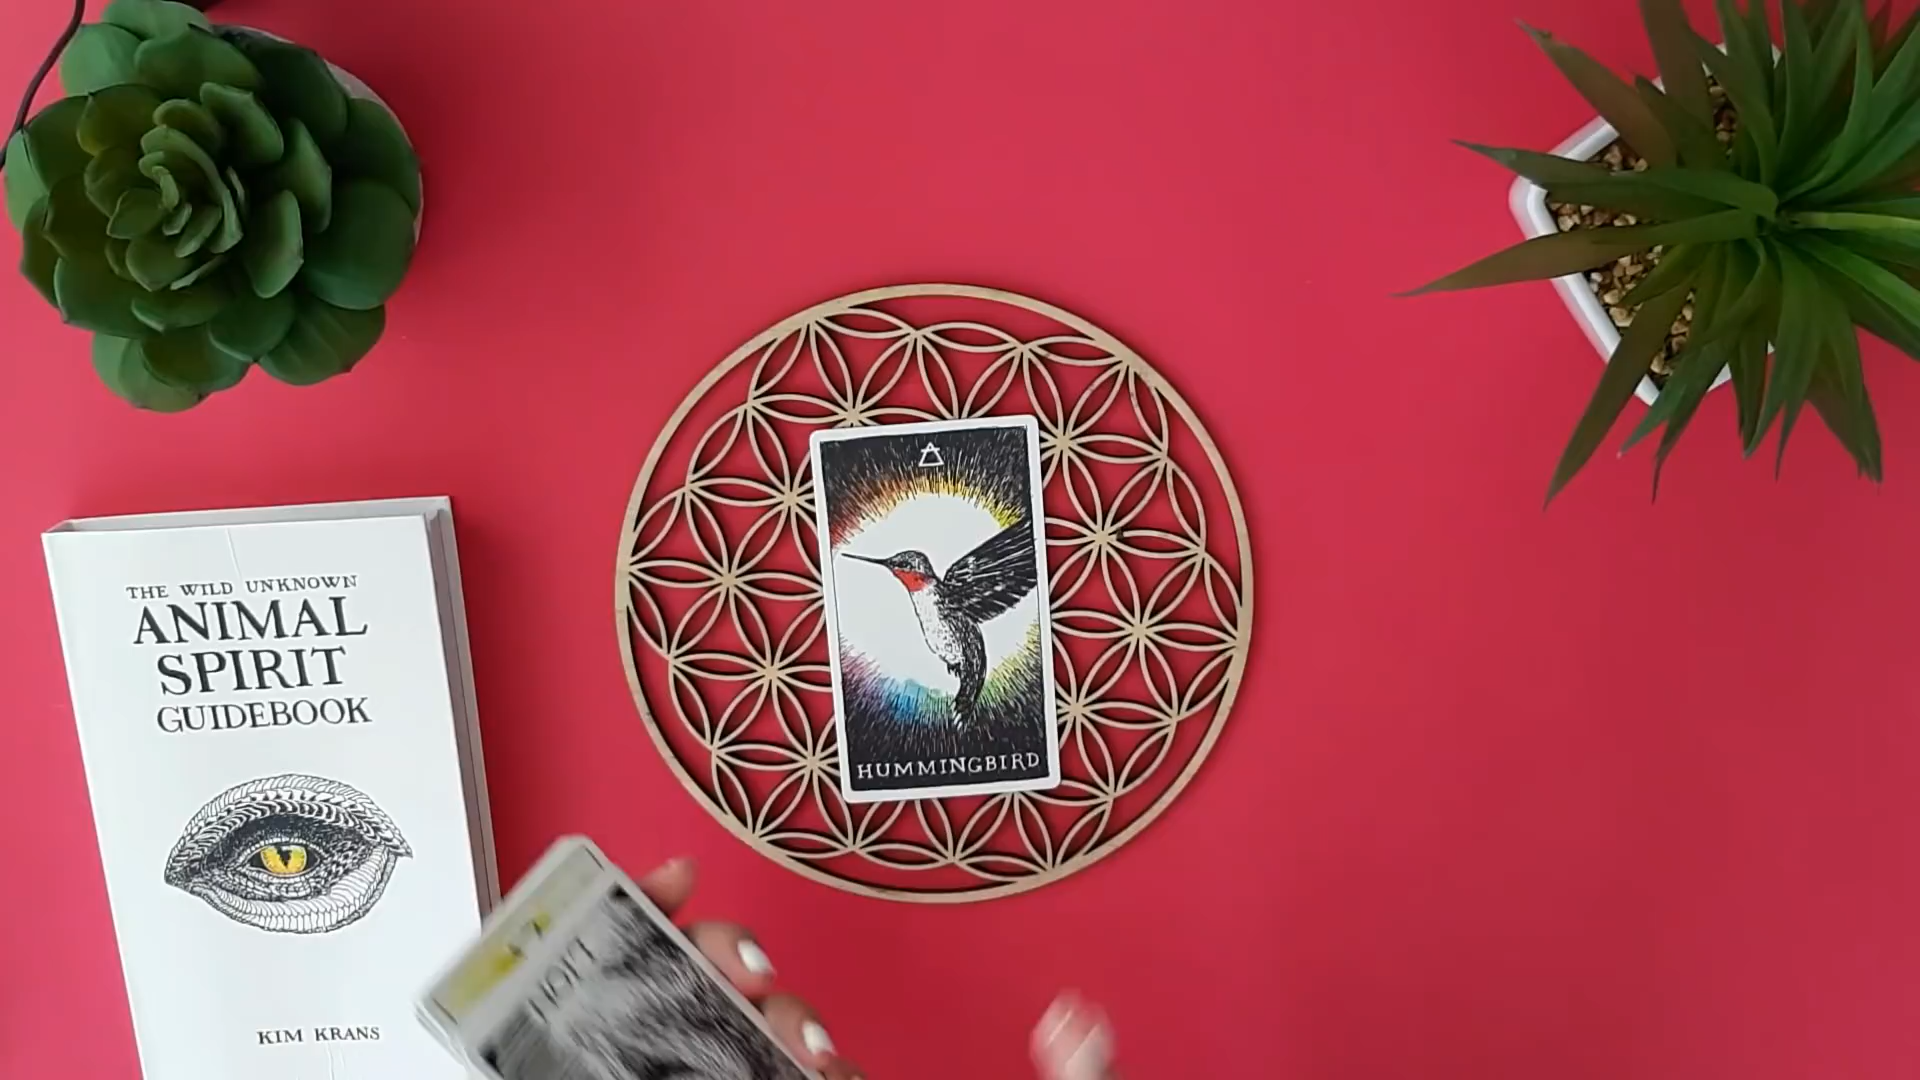 THE WILD UNKNOWN
ANIMAL
SPIRIT
GUIDEBOOK
KIM KRANS
HUMMINGBIRD